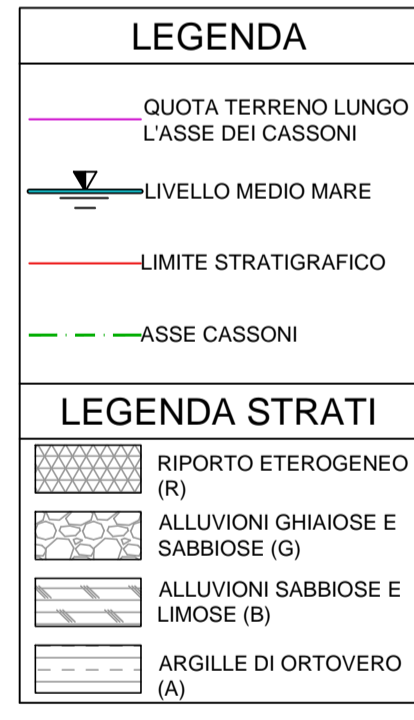 LEGENDA
QUOTA TERRENO LUNGO
L'ASSE DEI CASSONI
LIVELLO MEDIO MARE
LIMITE STRATIGRAFICO
ASSE CASSONI
LEGENDA STRATI
RIPORTO ETEROGENEO
(R)
ALLUVIONI GHIAIOSE E
SABBIOSE (G)
ALLUVIONI SABBIOSE E
LIMOSE (B)
ARGILLE DI ORTOVERO
(A)